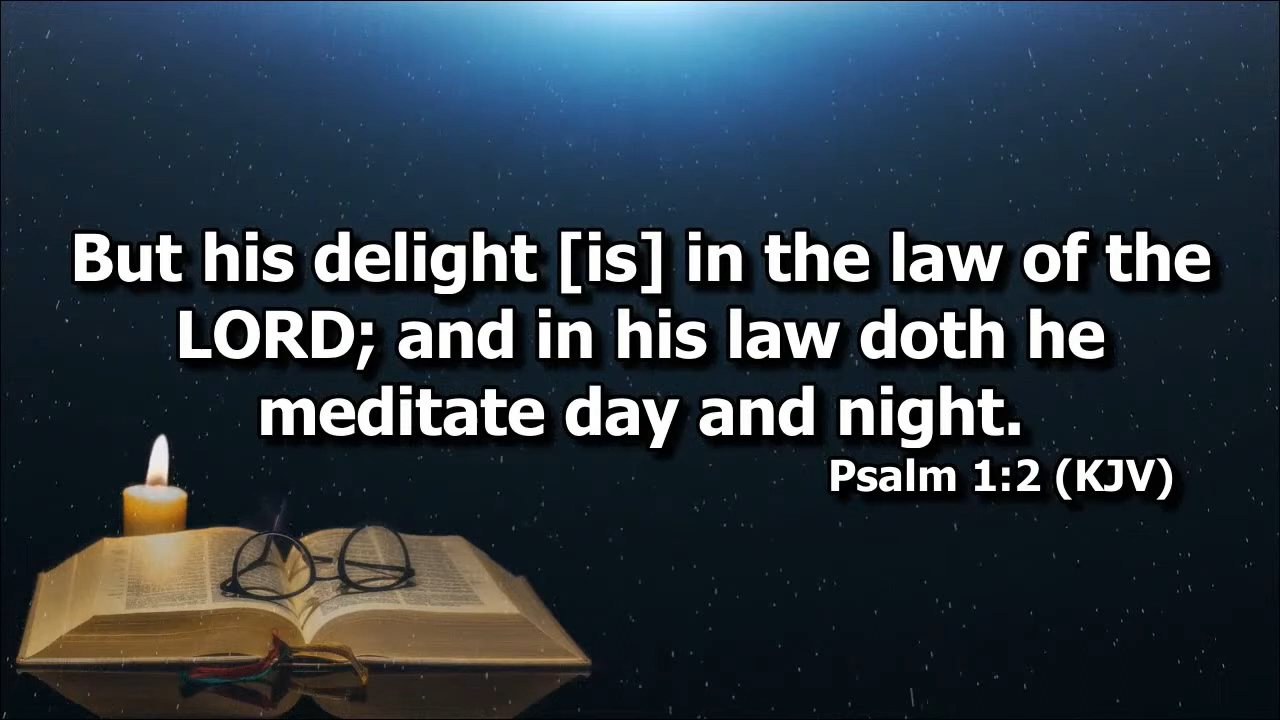 But his delight [is] in the law of the
LORD; and in his law doth he
meditate day and night.
Psalm 1:2 (KJV)